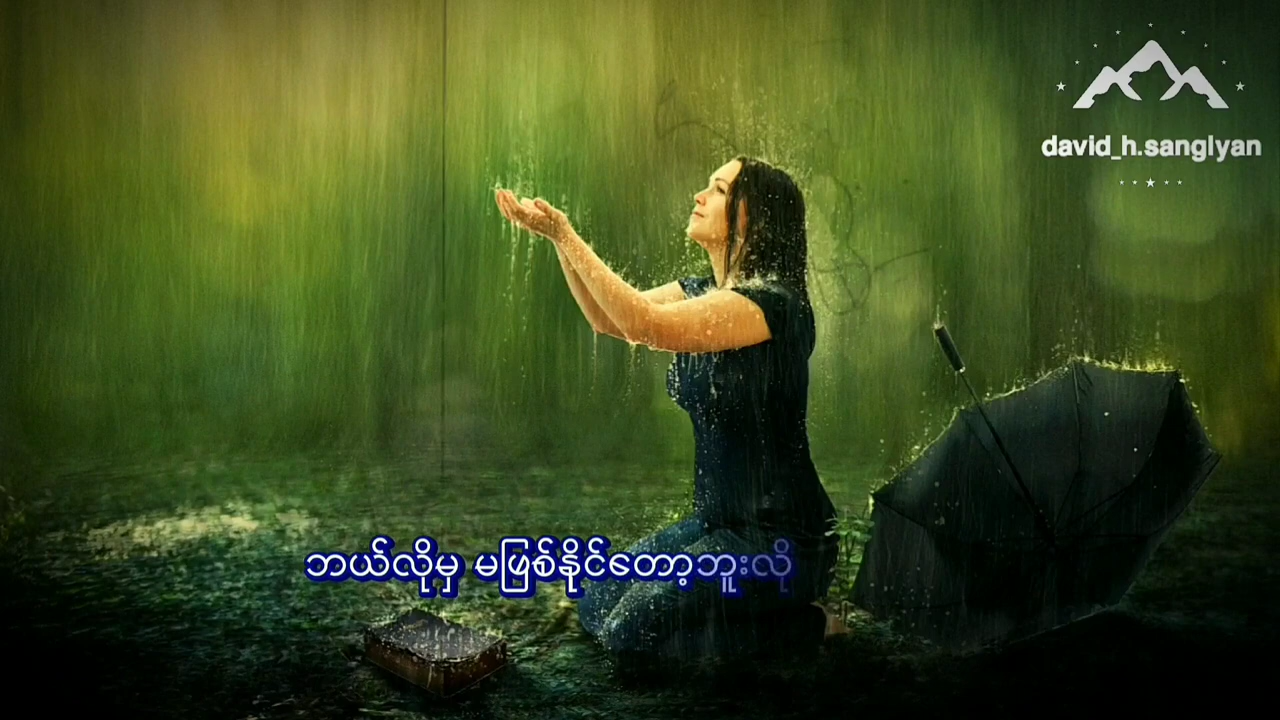 david_h.sanglyan
ဘယ်လိုမှ မဖြစ်နိုင်တော့ဘူးလို